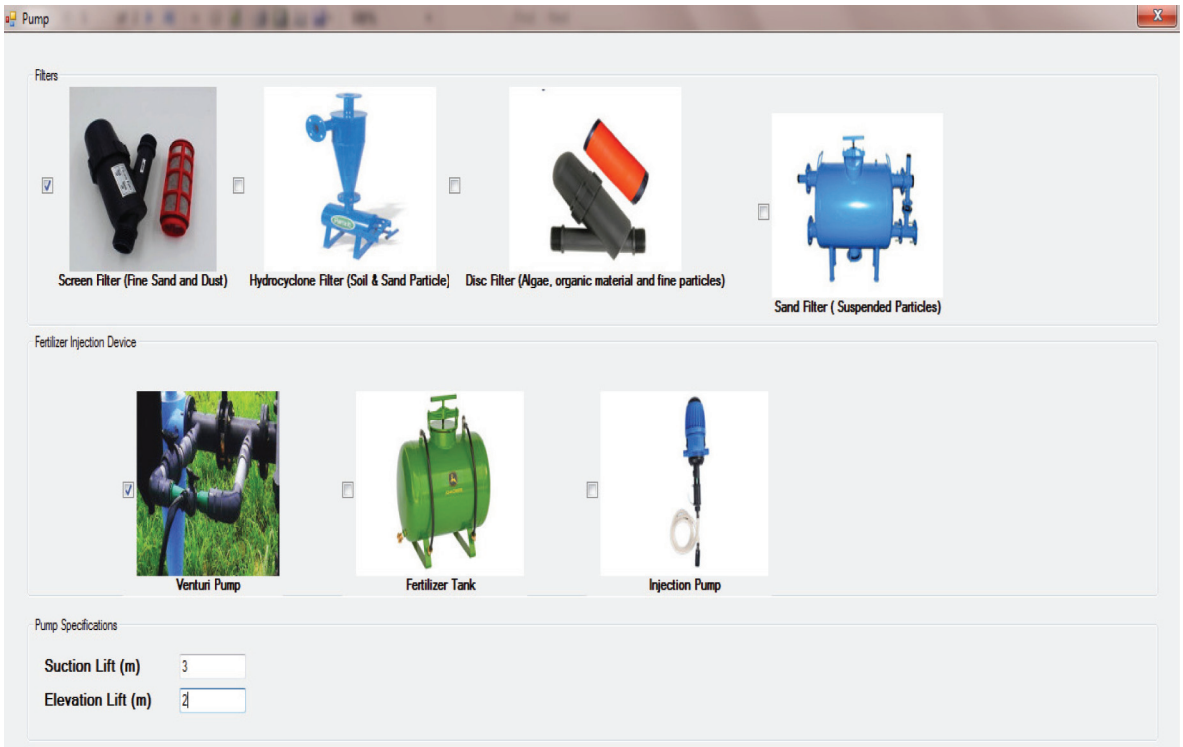 Pump
X
Filters
Screen Filter (Fine Sand and Dust)
Hydrocyclone Filter (Soil & Sand Particle)
Disc Filter (Algae, organic material and fine particles)
Sand Filter ( Suspended Particles)
Fertilizer Injection Device
Venturi Pump
Fertilizer Tank
Injection Pump
Pump Specifications
Suction Lift (m) 3
Elevation Lift (m) 2